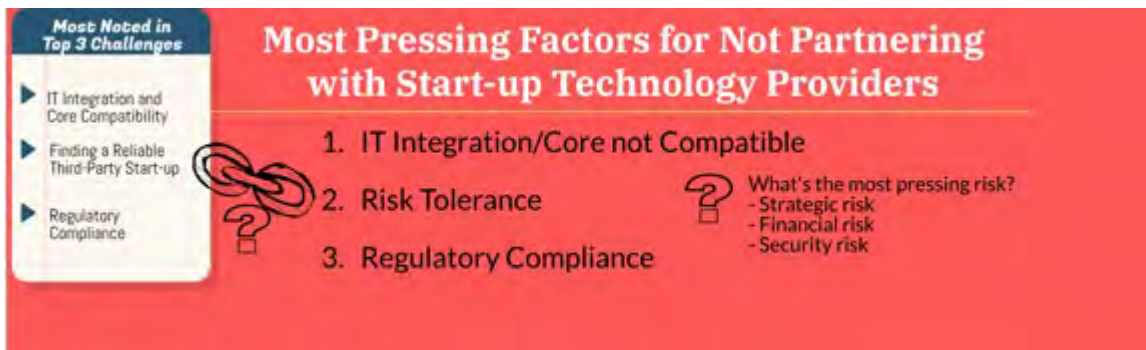 Most Noted in
Top 3 Challenges
IT Integration and
Core Compatibility
Finding a Reliable
Third-Party Start-up
Regulatory
Compliance
Most Pressing Factors for Not Partnering
with Start-up Technology Providers
1. IT Integration/Core not Compatible
2. Risk Tolerance
3. Regulatory Compliance
What's the most pressing risk?
- Strategic risk
- Financial risk
- Security risk